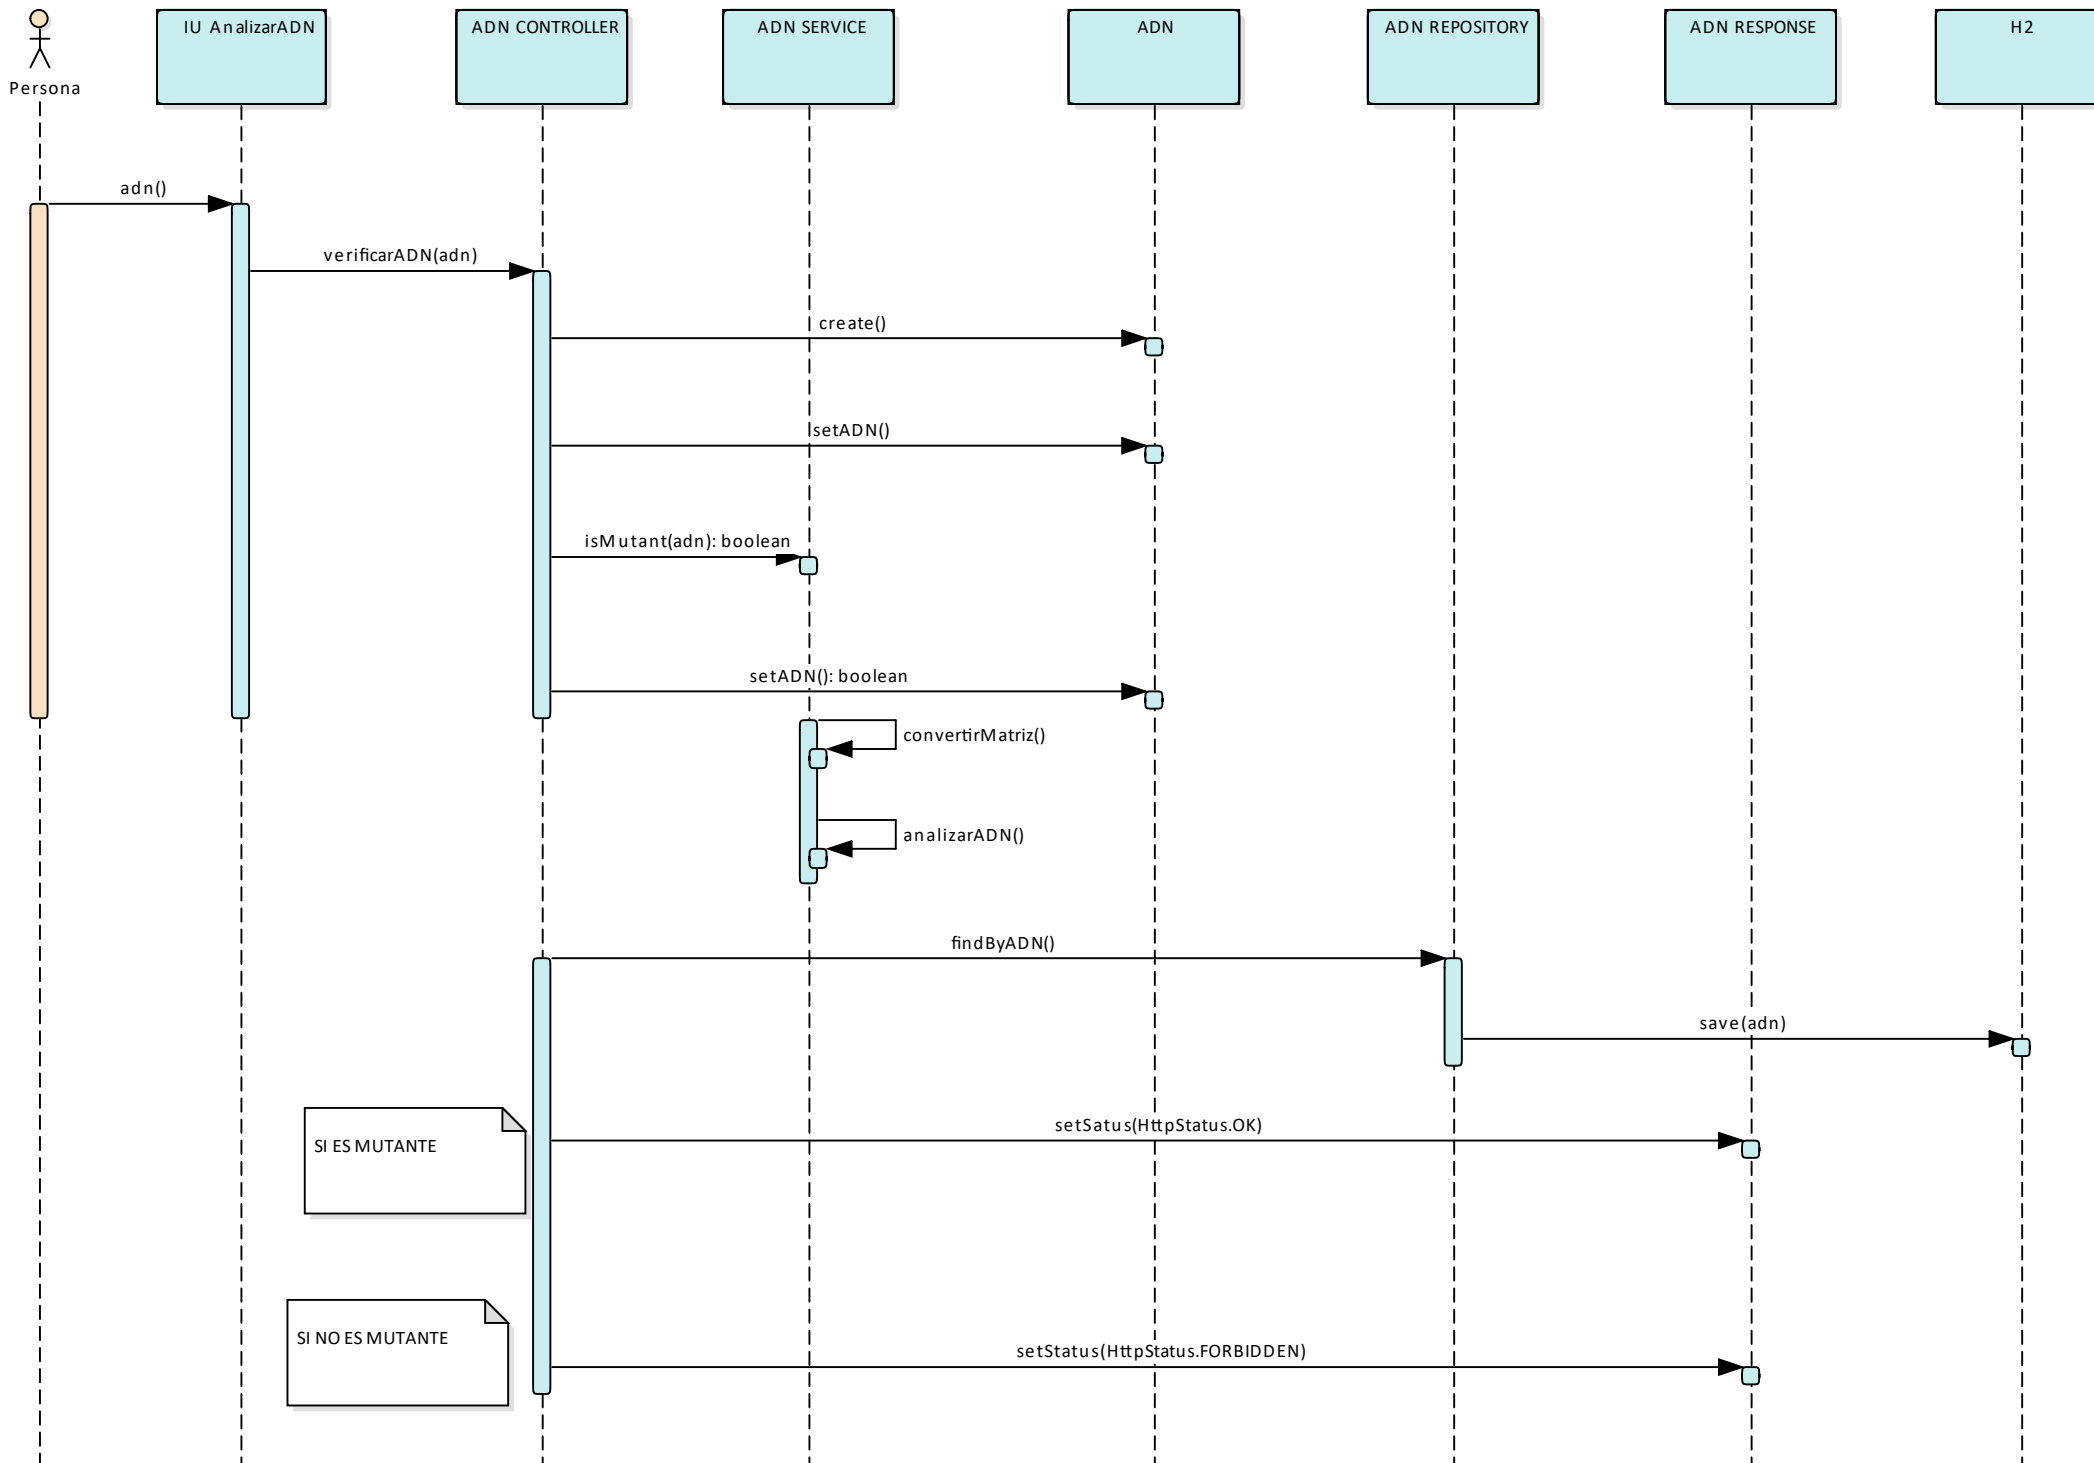 IU AnalizarADN
ADN CONTROLLER
ADN SERVICE
ADN
ADN REPOSITORY
ADN RESPONSE
H2
Persona
adn()
verificarADN(adn)
create()
setADN()
isMutant(adn): boolean
setADN(): boolean
convertirMatriz()
analizarADN()
findByADN()
save(adn)
setSatus(HttpStatus.OK)
SI ES MUTANTE
SI NO ES MUTANTE
setStatus(HttpStatus.FORBIDDEN)